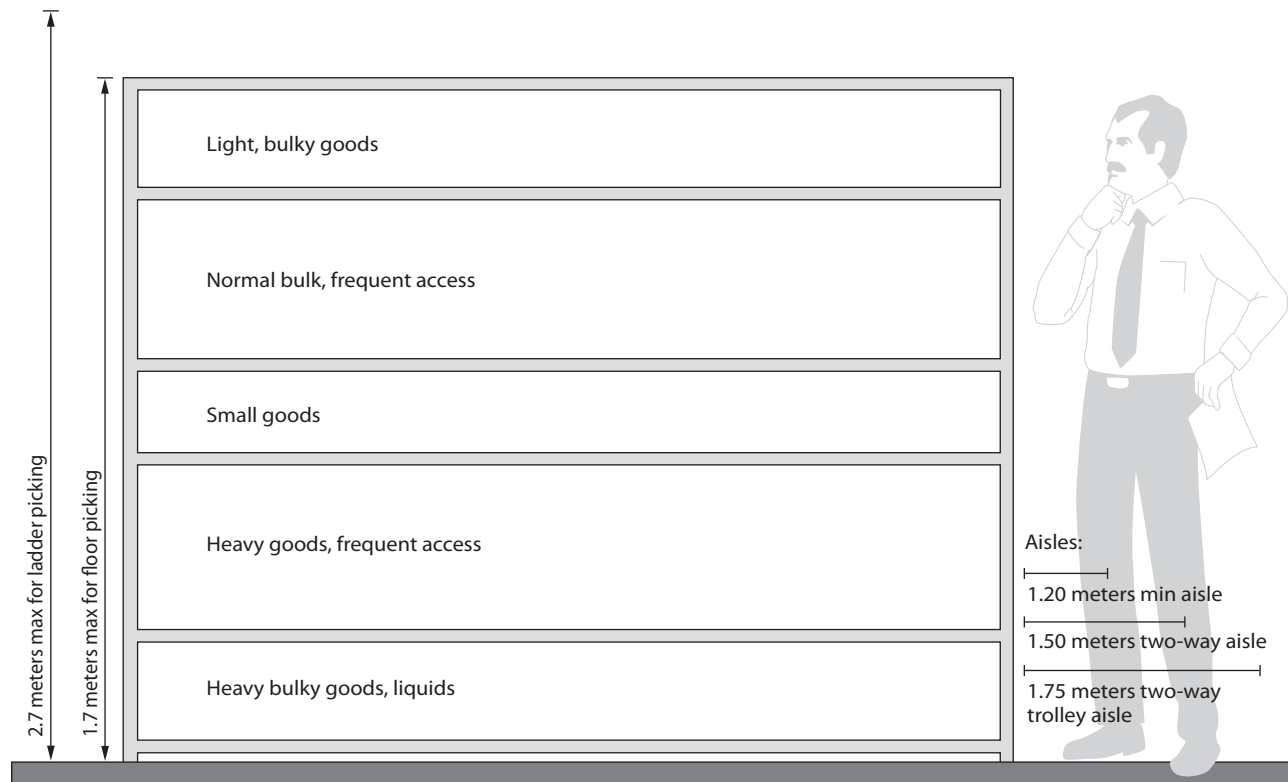 2.7 meters max for ladder picking
1.7 meters max for floor picking
Light, bulky goods
Normal bulk, frequent access
Small goods
Heavy goods, frequent access
Heavy bulky goods, liquids
Aisles:
1.20 meters min aisle
1.50 meters two-way aisle
1.75 meters two-way
trolley aisle